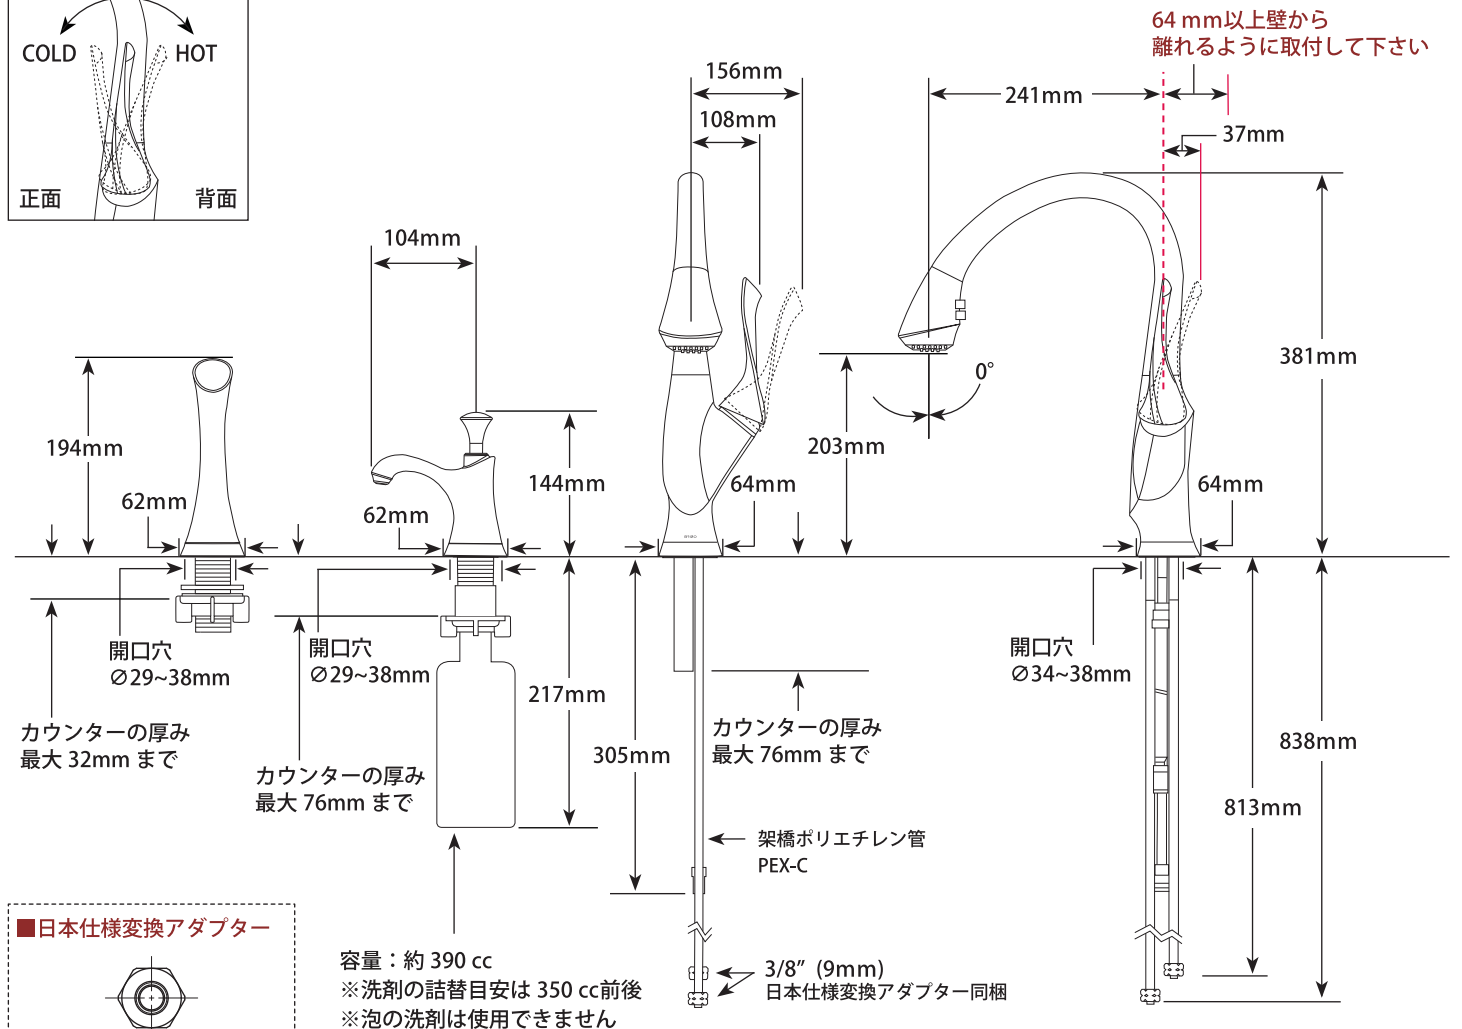 COLD
HOT
正面
背面
64 mm以上壁から
離れるように取付して下さい
156mm
108mm
241mm
37mm
104mm
381mm
0°
194mm
203mm
144mm
62mm
62mm
64mm
64mm
開口穴
∅29~38mm
開口穴
∅29~38mm
開口穴
∅34~38mm
217mm
カウンターの厚み
最大 32mm まで
カウンターの厚み
最大 76mm まで
カウンターの厚み
最大 76mm まで
305mm
838mm
813mm
架橋ポリエチレン管
PEX-C
■日本仕様変換アダプター
容量：約 390 cc
※洗剤の詰替目安は 350 cc前後
※泡の洗剤は使用できません
3/8” (9mm)
日本仕様変換アダプター同梱